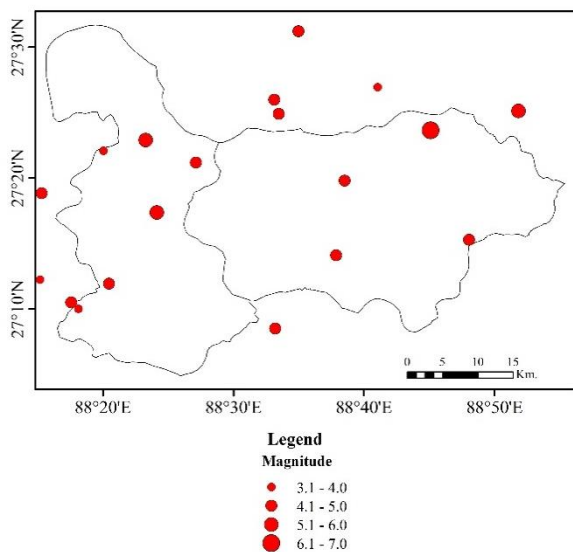 27°30'N
27°20'N
27°10'N
0 5 10 15
Km.
88°20'E 88°30'E 88°40'E 88°50'E
Legend
Magnitude
3.1 - 4.0
4.1 - 5.0
5.1 - 6.0
6.1 - 7.0